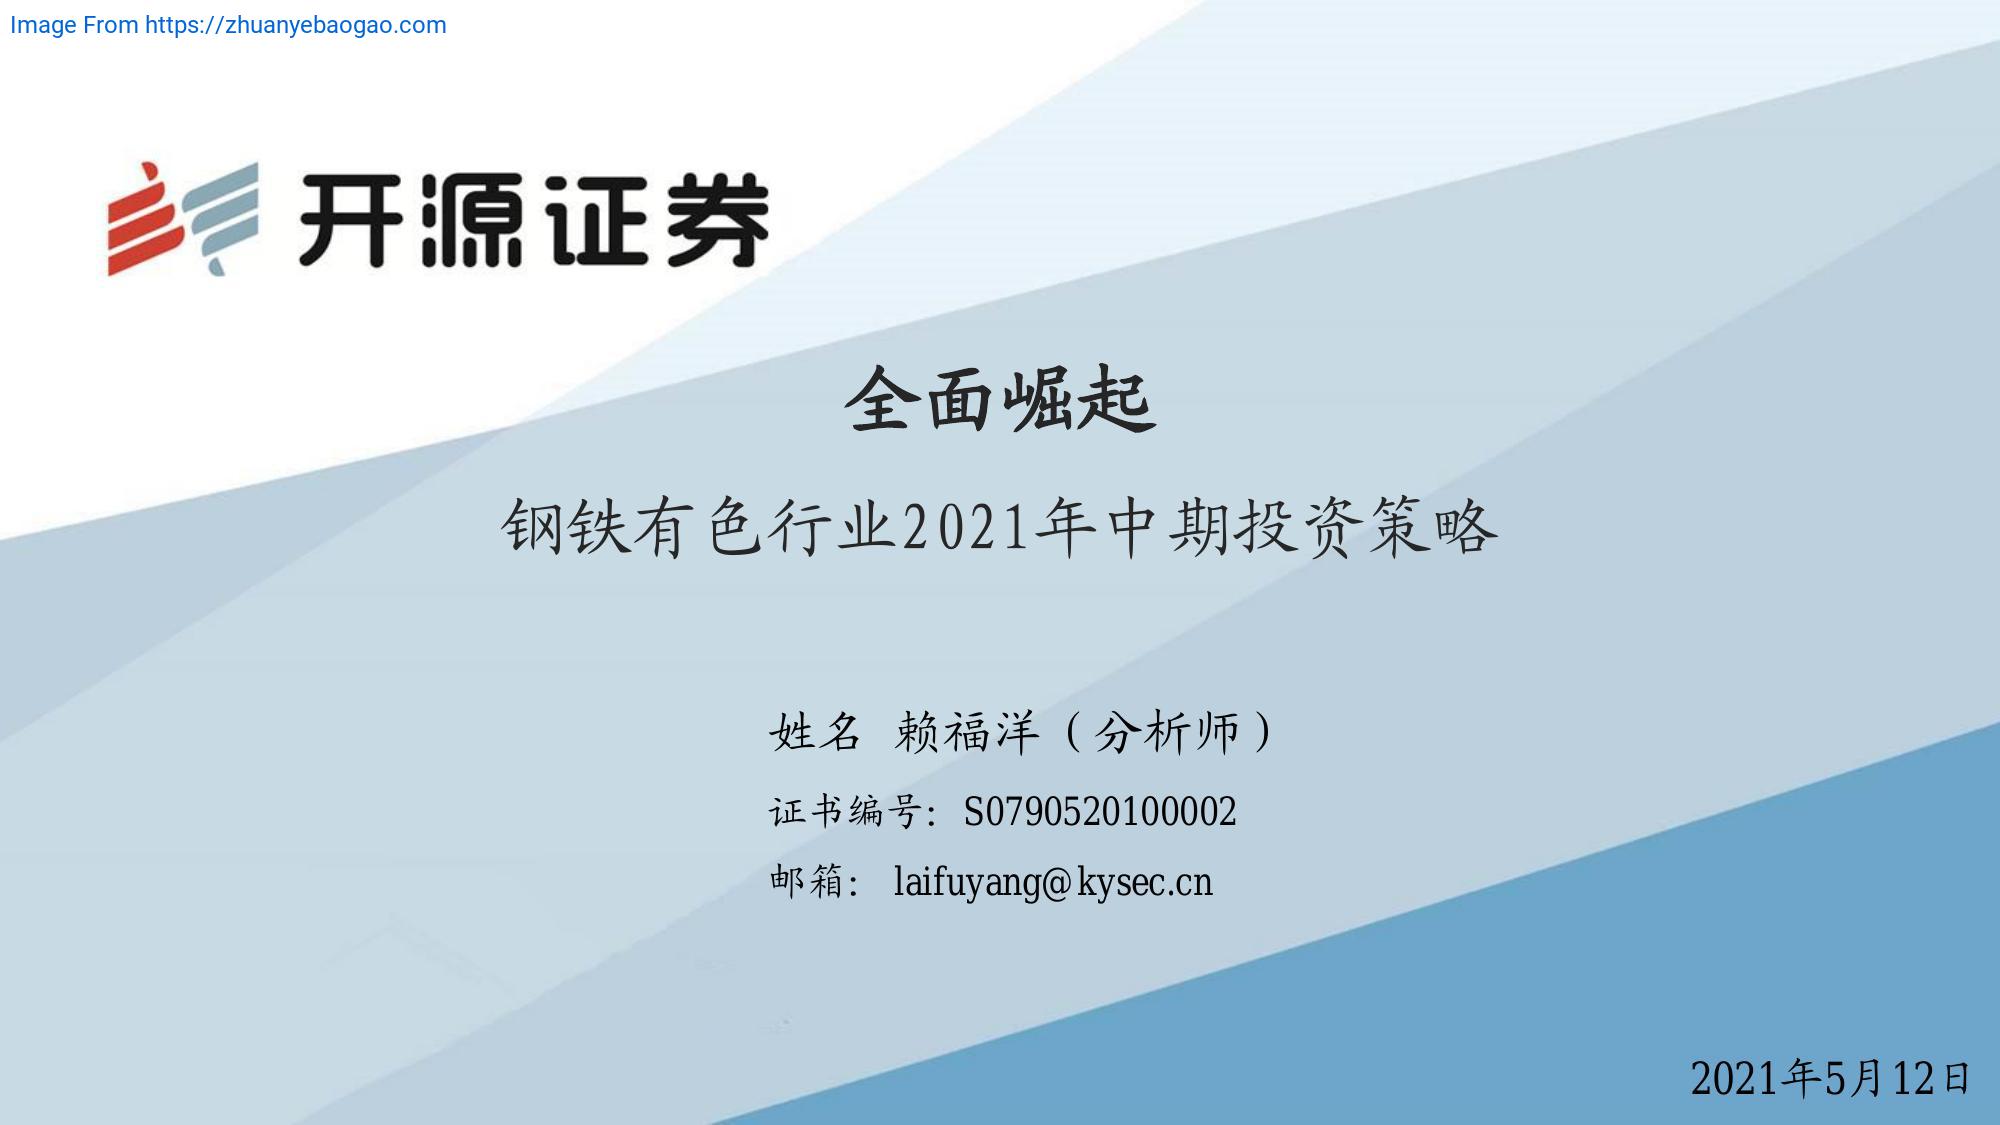 Image From https://zhuanyebaogao.com
开源证券
全面崛起
钢铁有色行业2021年中期投资策略
姓名 赖福洋（分析师）
证书编号：S0790520100002
邮箱： laifuyang@kysec.cn
2021年5月12日